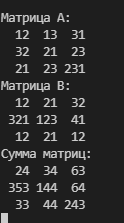 Матрица A:
  12  13  31
  32  21  23
  21  23 231
Матрица B:
  12  21  32
 321 123  41
  12  21  12
Сумма матриц:
  24  34  63
 353 144  64
  33  44 243